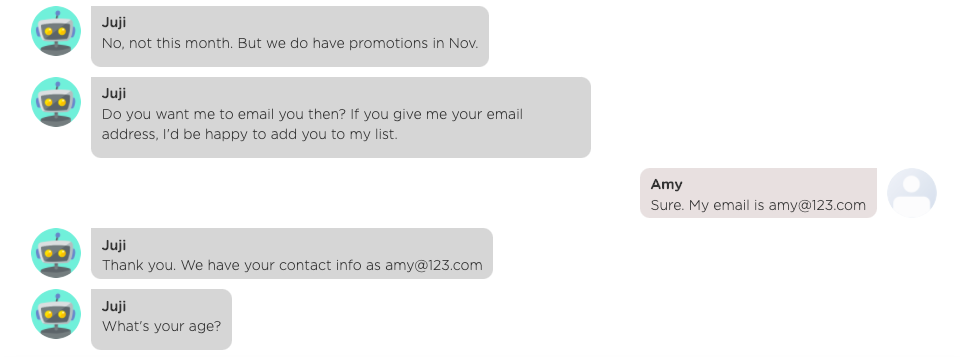 Juji
No, not this month. But we do have promotions in Nov.
Juji
Do you want me to email you then? If you give me your email
address, I'd be happy to add you to my list.
Amy
Sure. My email is amy@123.com
Juji
Thank you. We have your contact info as amy@123.com
Juji
What's your age?